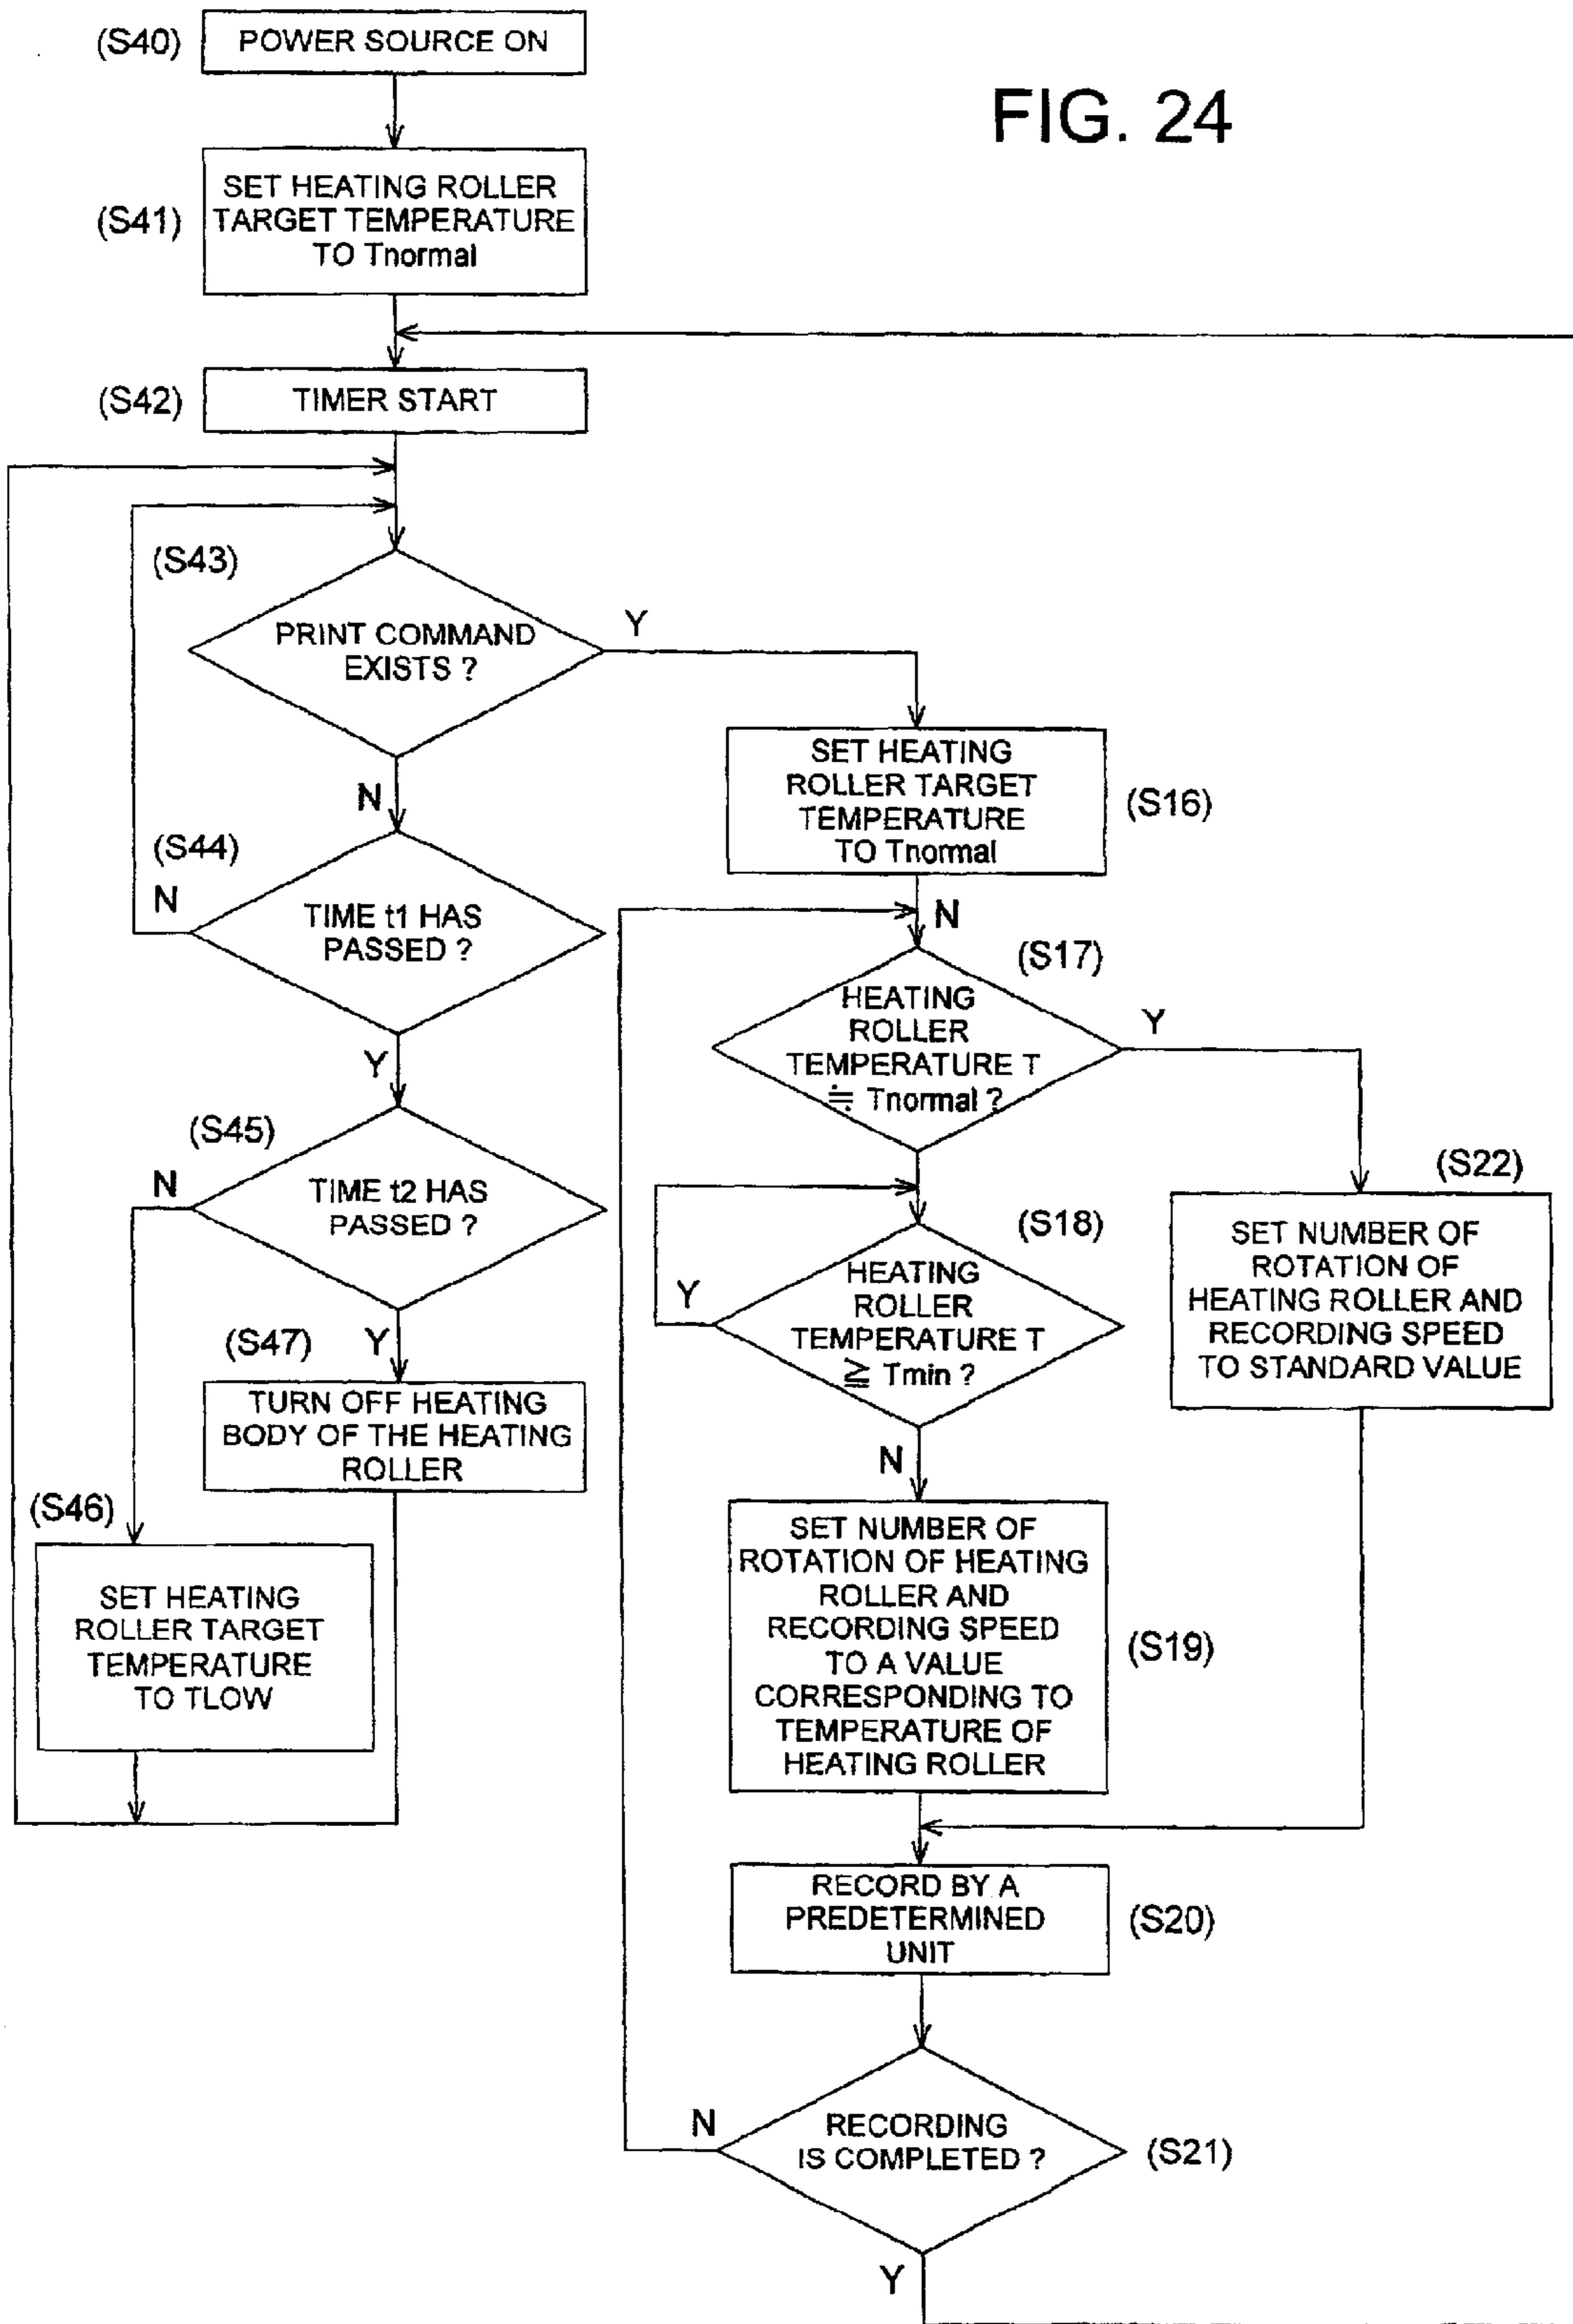 FIG. 24
(S40)
POWER SOURCE ON
(S41)
SET HEATING ROLLER
TARGET TEMPERATURE
TO Tnormal
(S42)
TIMER START
(S43)
PRINT COMMAND
EXISTS ?
Y
N
(S44)
TIME t1 HAS
PASSED ?
N
Y
(S45)
TIME t2 HAS
PASSED ?
N
Y
(S47)
TURN OFF HEATING
BODY OF THE HEATING
ROLLER
(S46)
SET HEATING
ROLLER TARGET
TEMPERATURE
TO TLOW
SET HEATING
ROLLER TARGET
TEMPERATURE
TO Tnormal
(S16)
N
(S17)
HEATING
ROLLER
TEMPERATURE T
≒ Tnormal ?
Y
(S18)
HEATING
ROLLER
TEMPERATURE T
≧ Tmin ?
Y
N
(S22)
SET NUMBER OF
ROTATION OF
HEATING ROLLER AND
RECORDING SPEED
TO STANDARD VALUE
SET NUMBER OF
ROTATION OF HEATING
ROLLER AND
RECORDING SPEED
TO A VALUE
CORRESPONDING TO
TEMPERATURE OF
HEATING ROLLER
(S19)
RECORD BY A
PREDETERMINED
UNIT
(S20)
N
RECORDING
IS COMPLETED ?
(S21)
Y